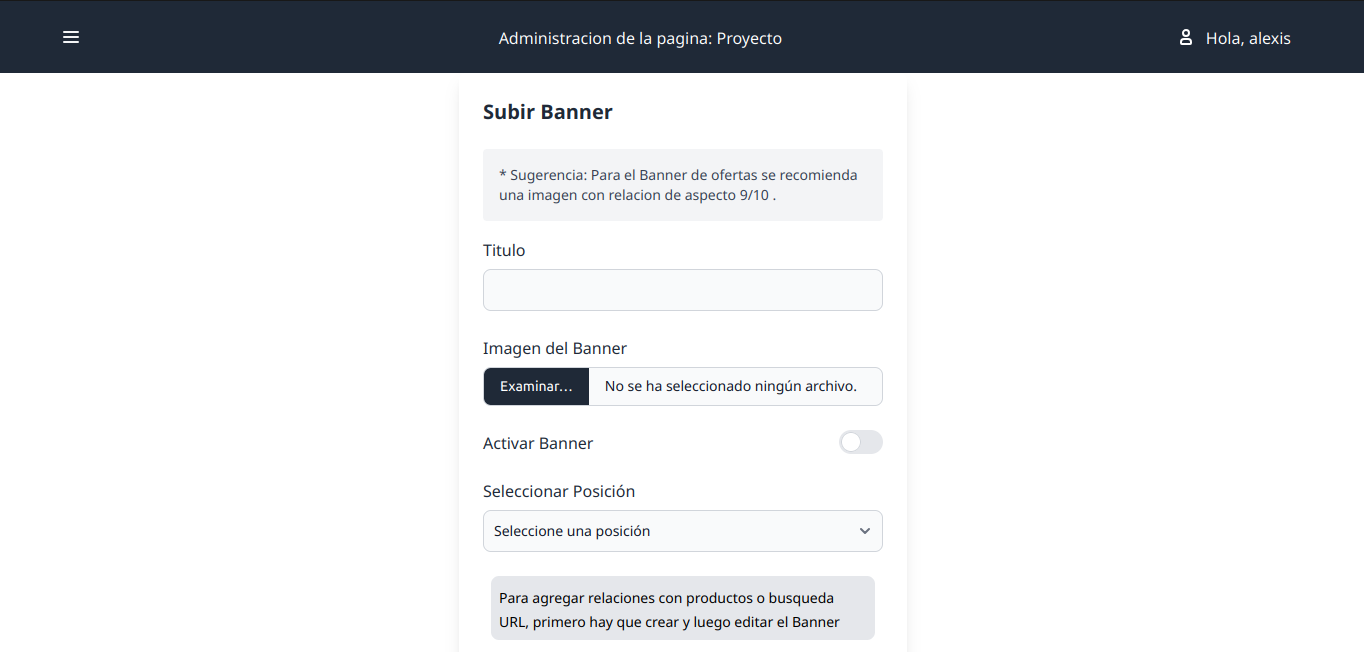 Administracion de la pagina: Proyecto
Hola, alexis
Subir Banner
* Sugerencia: Para el Banner de ofertas se recomienda
una imagen con relacion de aspecto 9/10 .
Titulo
Imagen del Banner
Examinar...
No se ha seleccionado ningún archivo.
Activar Banner
Seleccionar Posición
Seleccione una posición
Para agregar relaciones con productos o busqueda
URL, primero hay que crear y luego editar el Banner